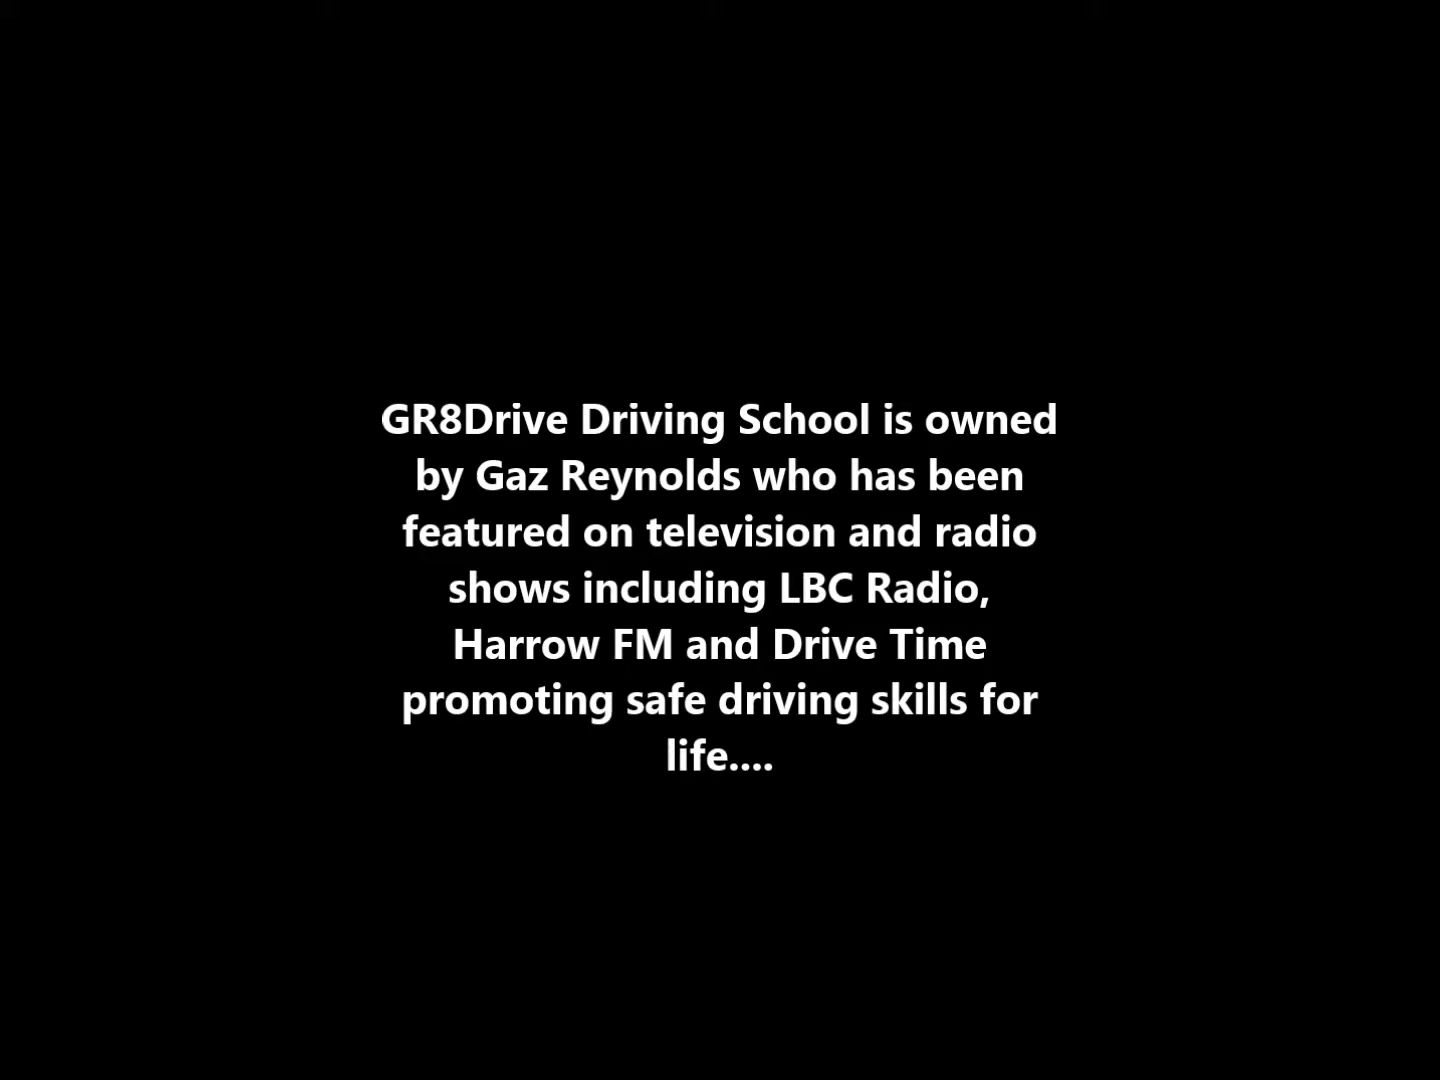 GR8Drive Driving School is owned
by Gaz Reynolds who has been
featured on television and radio
shows including LBC Radio,
Harrow FM and Drive Time
promoting safe driving skills for
life....